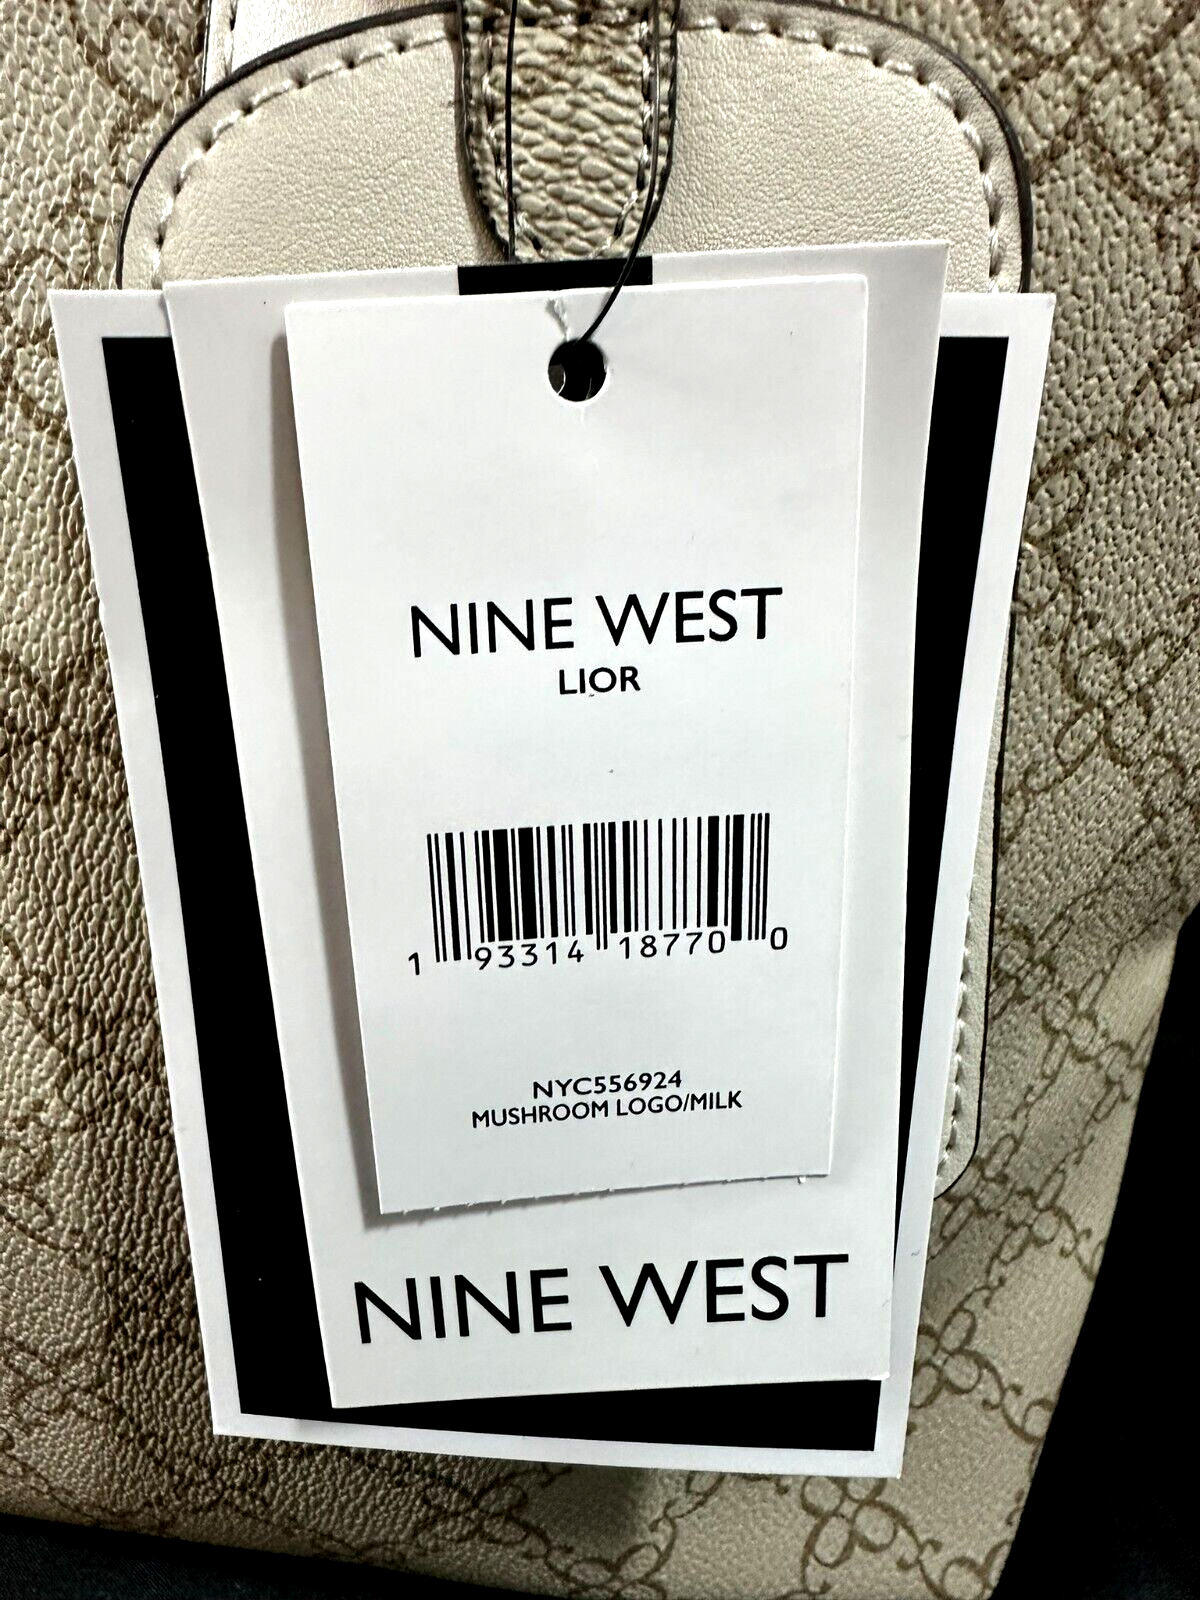 NINE WEST
LIOR
1 93314 18770 0
NYC556924
MUSHROOM LOGO/MILK
NINE WEST